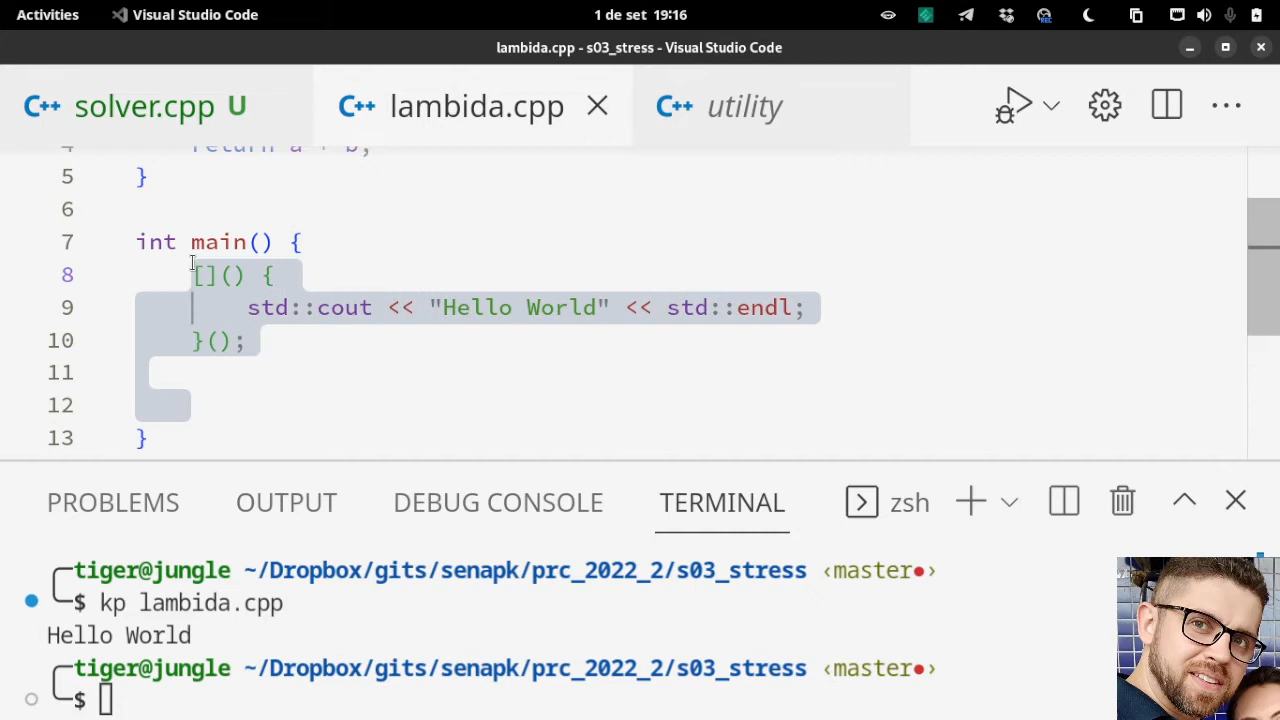 Activities Visual Studio Code 1 de set 19:16
lambida.cpp - s03_stress - Visual Studio Code
solver.cpp U lambida.cpp utility
4 return a + b;
5 }
6
7 int main() {
8 []() {
9 std::cout << "Hello World" << std::endl;
10 }();
11
12
13 }
PROBLEMS OUTPUT DEBUG CONSOLE TERMINAL zsh
tiger@jungle ~/Dropbox/gits/senapk/prc_2022_2/s03_stress ‹master●›
$ kp lambida.cpp
Hello World
tiger@jungle ~/Dropbox/gits/senapk/prc_2022_2/s03_stress ‹master●›
$